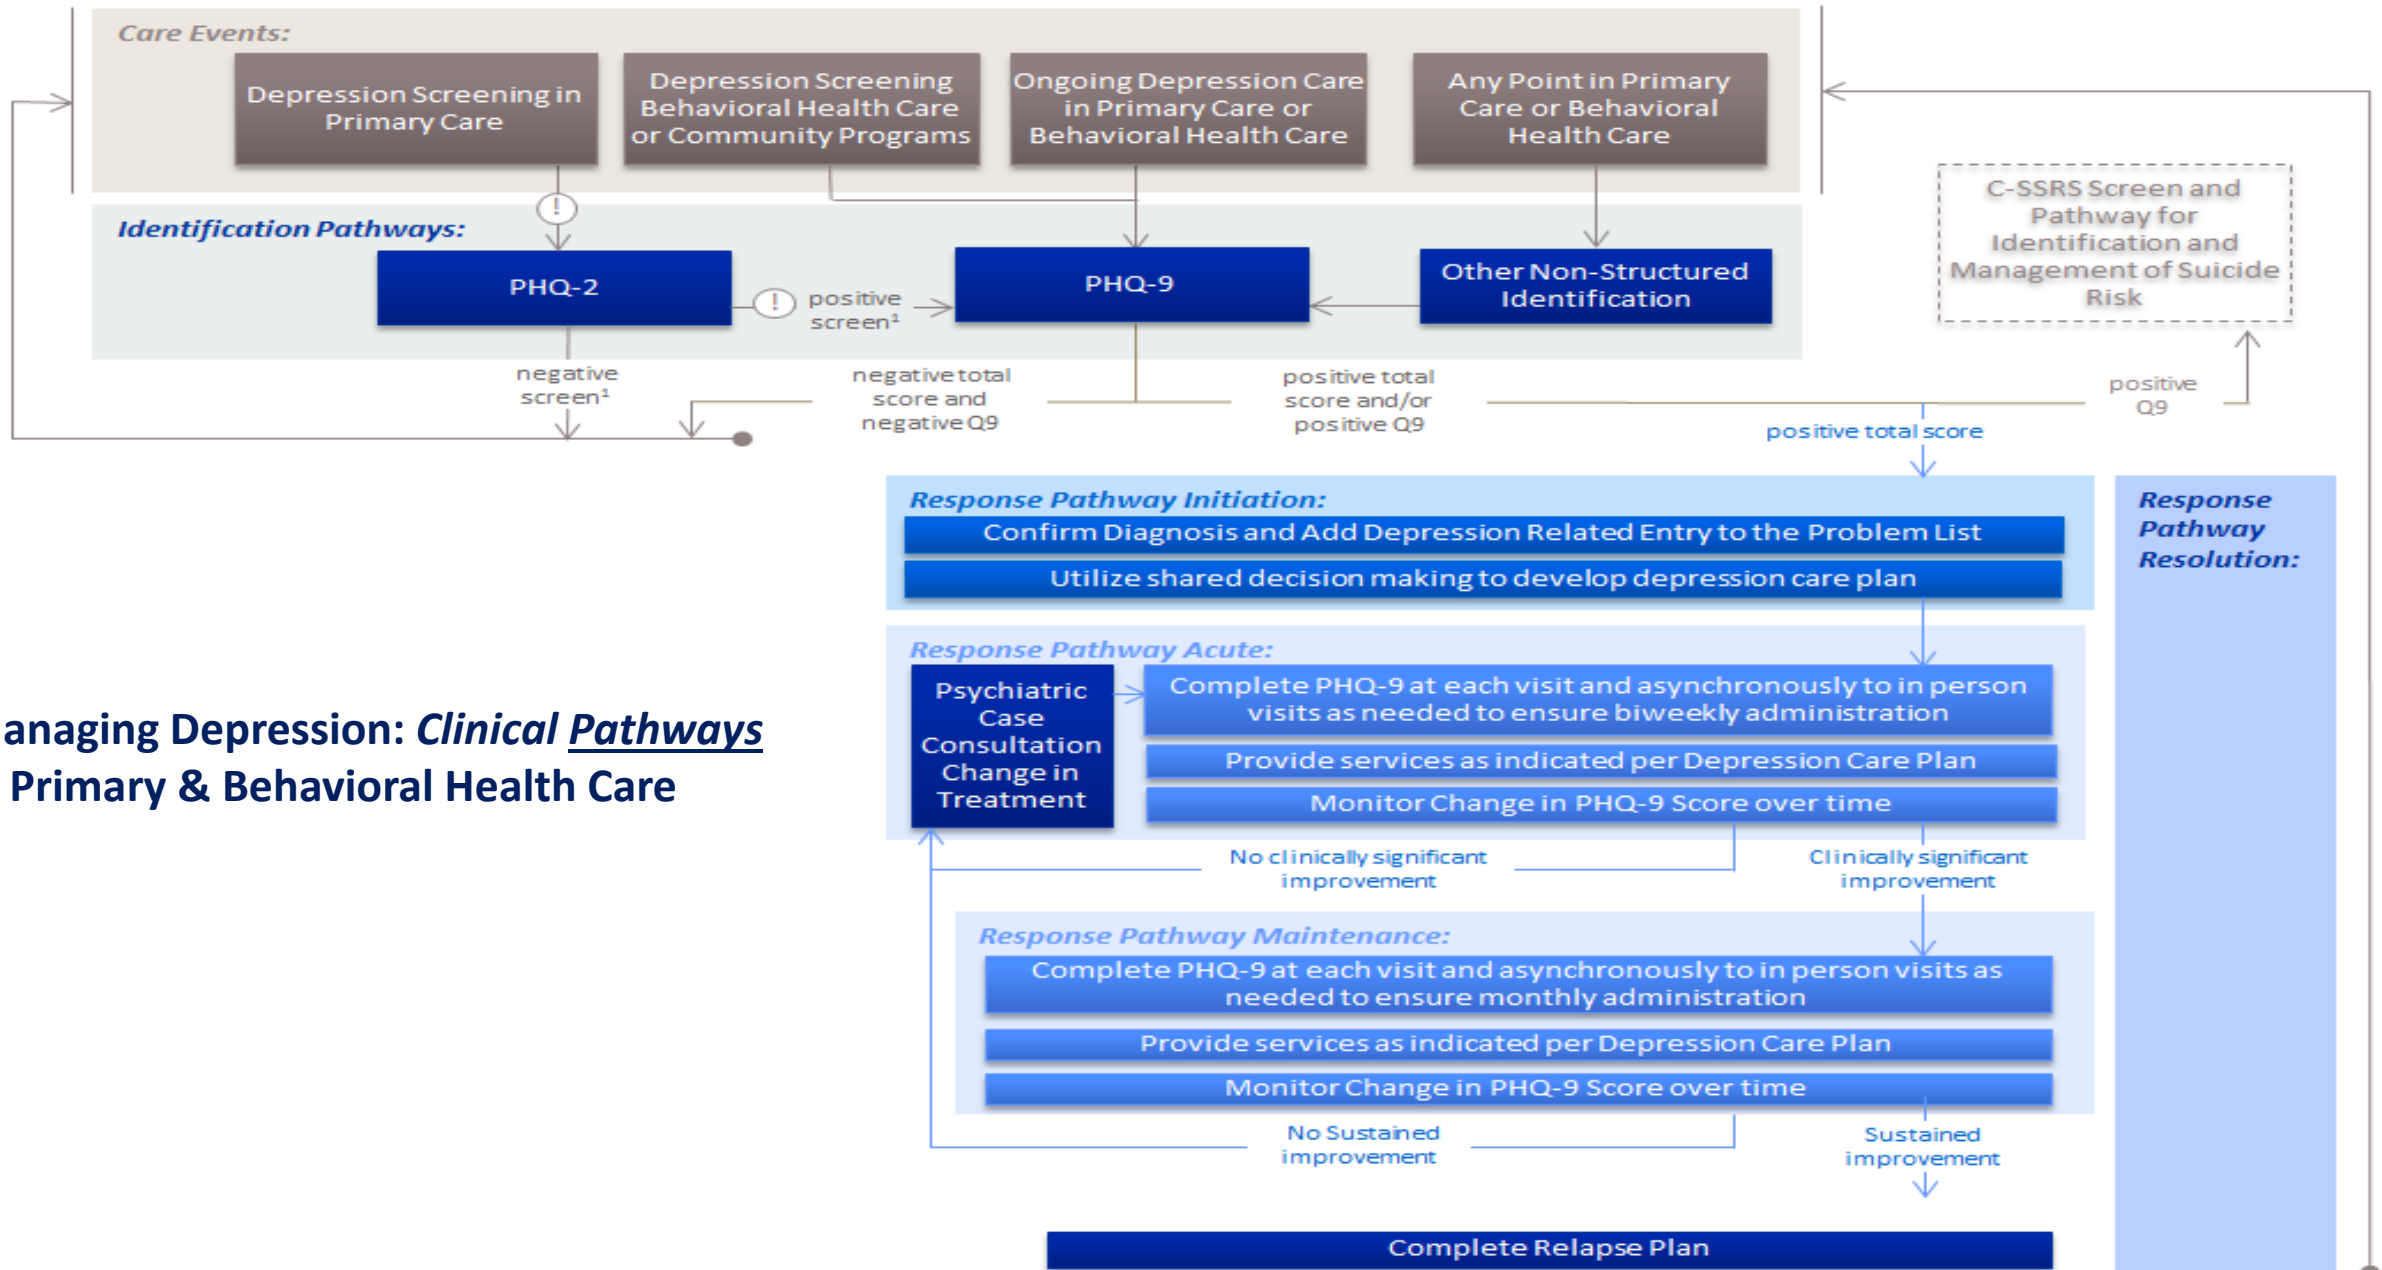 Care Events:
Depression Screening in
Primary Care
Depression Screening
Behavioral Health Care
or Community Programs
Ongoing Depression Care
in Primary Care or
Behavioral Health Care
Any Point in Primary
Care or Behavioral
Health Care
C-SSRS Screen and
Pathway for
Identification and
Management of Suicide
Risk
!
Identification Pathways:
PHQ-2
!
positive
screen¹
PHQ-9
Other Non-Structured
Identification
negative
screen¹
negative total
score and
negative Q9
positive total
score and/or
positive Q9
positive
Q9
positive total score
Response Pathway Initiation:
Confirm Diagnosis and Add Depression Related Entry to the Problem List
Utilize shared decision making to develop depression care plan
Response
Pathway
Resolution:
Response Pathway Acute:
Psychiatric
Case
Consultation
Change in
Treatment
Complete PHQ-9 at each visit and asynchronously to in person
visits as needed to ensure biweekly administration
Provide services as indicated per Depression Care Plan
Monitor Change in PHQ-9 Score over time
anaging Depression: Clinical Pathways
Primary & Behavioral Health Care
No clinically significant
improvement
Clinically significant
improvement
Response Pathway Maintenance:
Complete PHQ-9 at each visit and asynchronously to in person visits as
needed to ensure monthly administration
Provide services as indicated per Depression Care Plan
Monitor Change in PHQ-9 Score over time
No Sustained
improvement
Sustained
improvement
Complete Relapse Plan